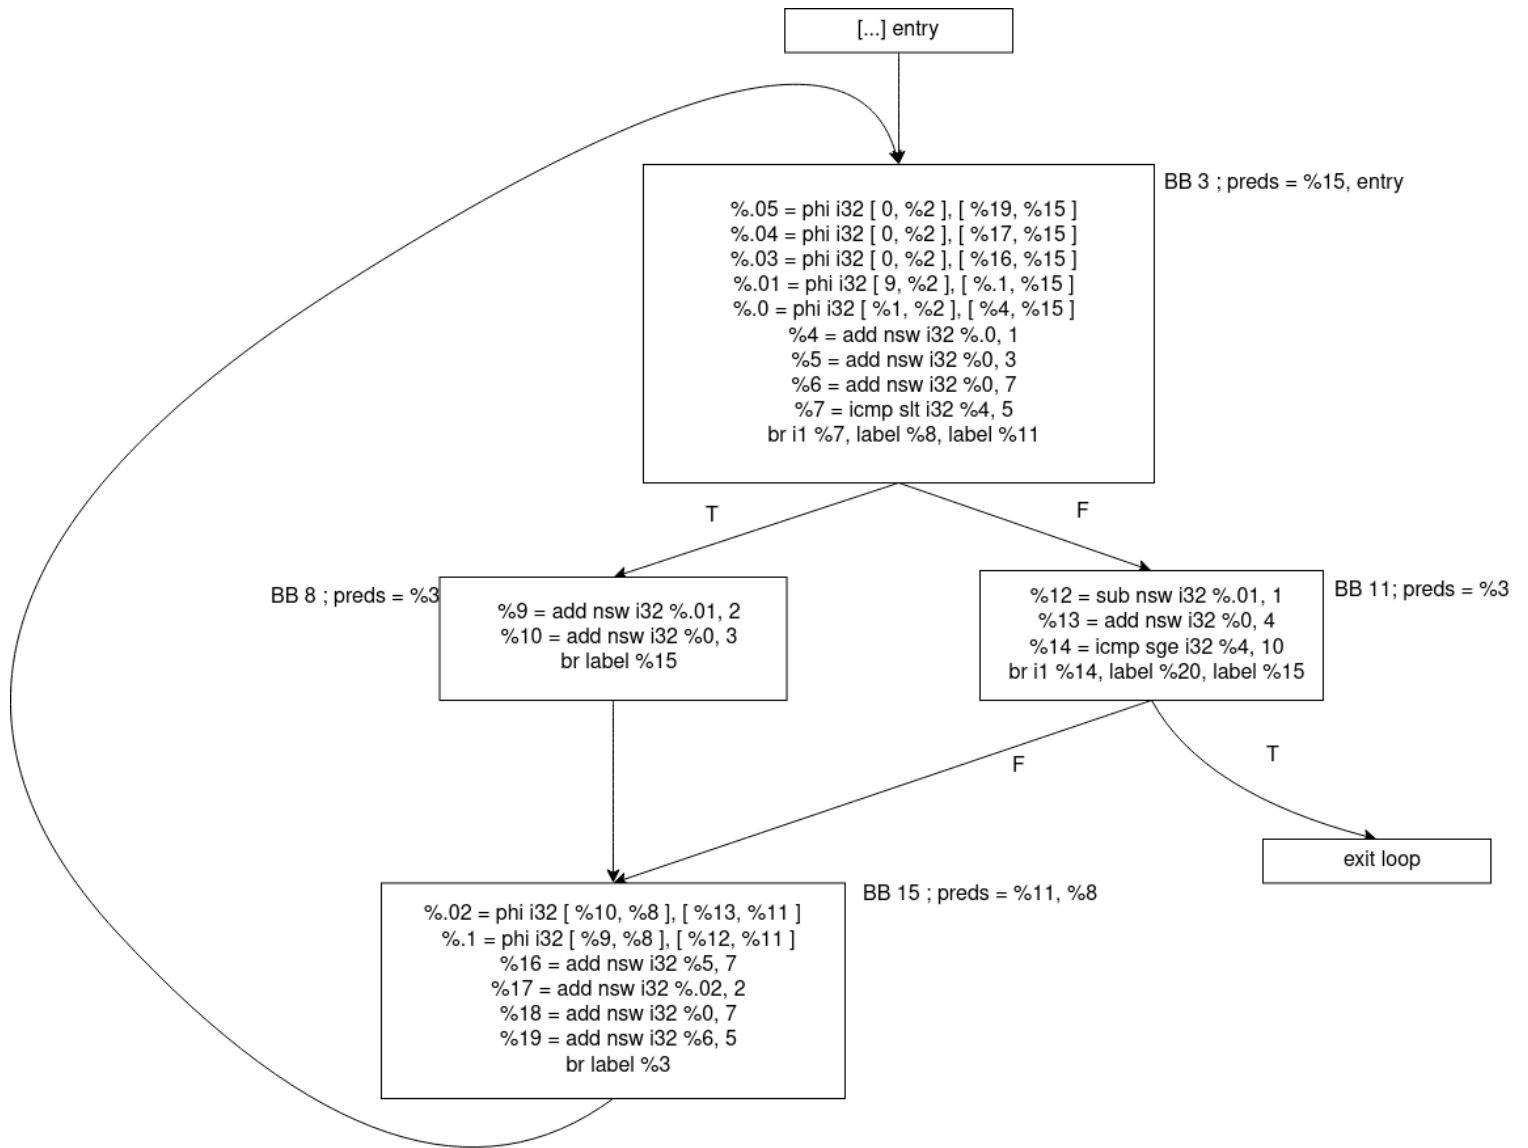 [...] entry
BB 3 ; preds = %15, entry
%.05 = phi i32 [ 0, %2 ], [ %19, %15 ]
%.04 = phi i32 [ 0, %2 ], [ %17, %15 ]
%.03 = phi i32 [ 0, %2 ], [ %16, %15 ]
%.01 = phi i32 [ 9, %2 ], [ %.1, %15 ]
%.0 = phi i32 [ %1, %2 ], [ %4, %15 ]
%4 = add nsw i32 %.0, 1
%5 = add nsw i32 %0, 3
%6 = add nsw i32 %0, 7
%7 = icmp slt i32 %4, 5
br i1 %7, label %8, label %11
T
F
BB 8 ; preds = %3
%9 = add nsw i32 %.01, 2
%10 = add nsw i32 %0, 3
br label %15
BB 11; preds = %3
%12 = sub nsw i32 %.01, 1
%13 = add nsw i32 %0, 4
%14 = icmp sge i32 %4, 10
br i1 %14, label %20, label %15
F
T
exit loop
BB 15 ; preds = %11, %8
%.02 = phi i32 [ %10, %8 ], [ %13, %11 ]
%.1 = phi i32 [ %9, %8 ], [ %12, %11 ]
%16 = add nsw i32 %5, 7
%17 = add nsw i32 %.02, 2
%18 = add nsw i32 %0, 7
%19 = add nsw i32 %6, 5
br label %3